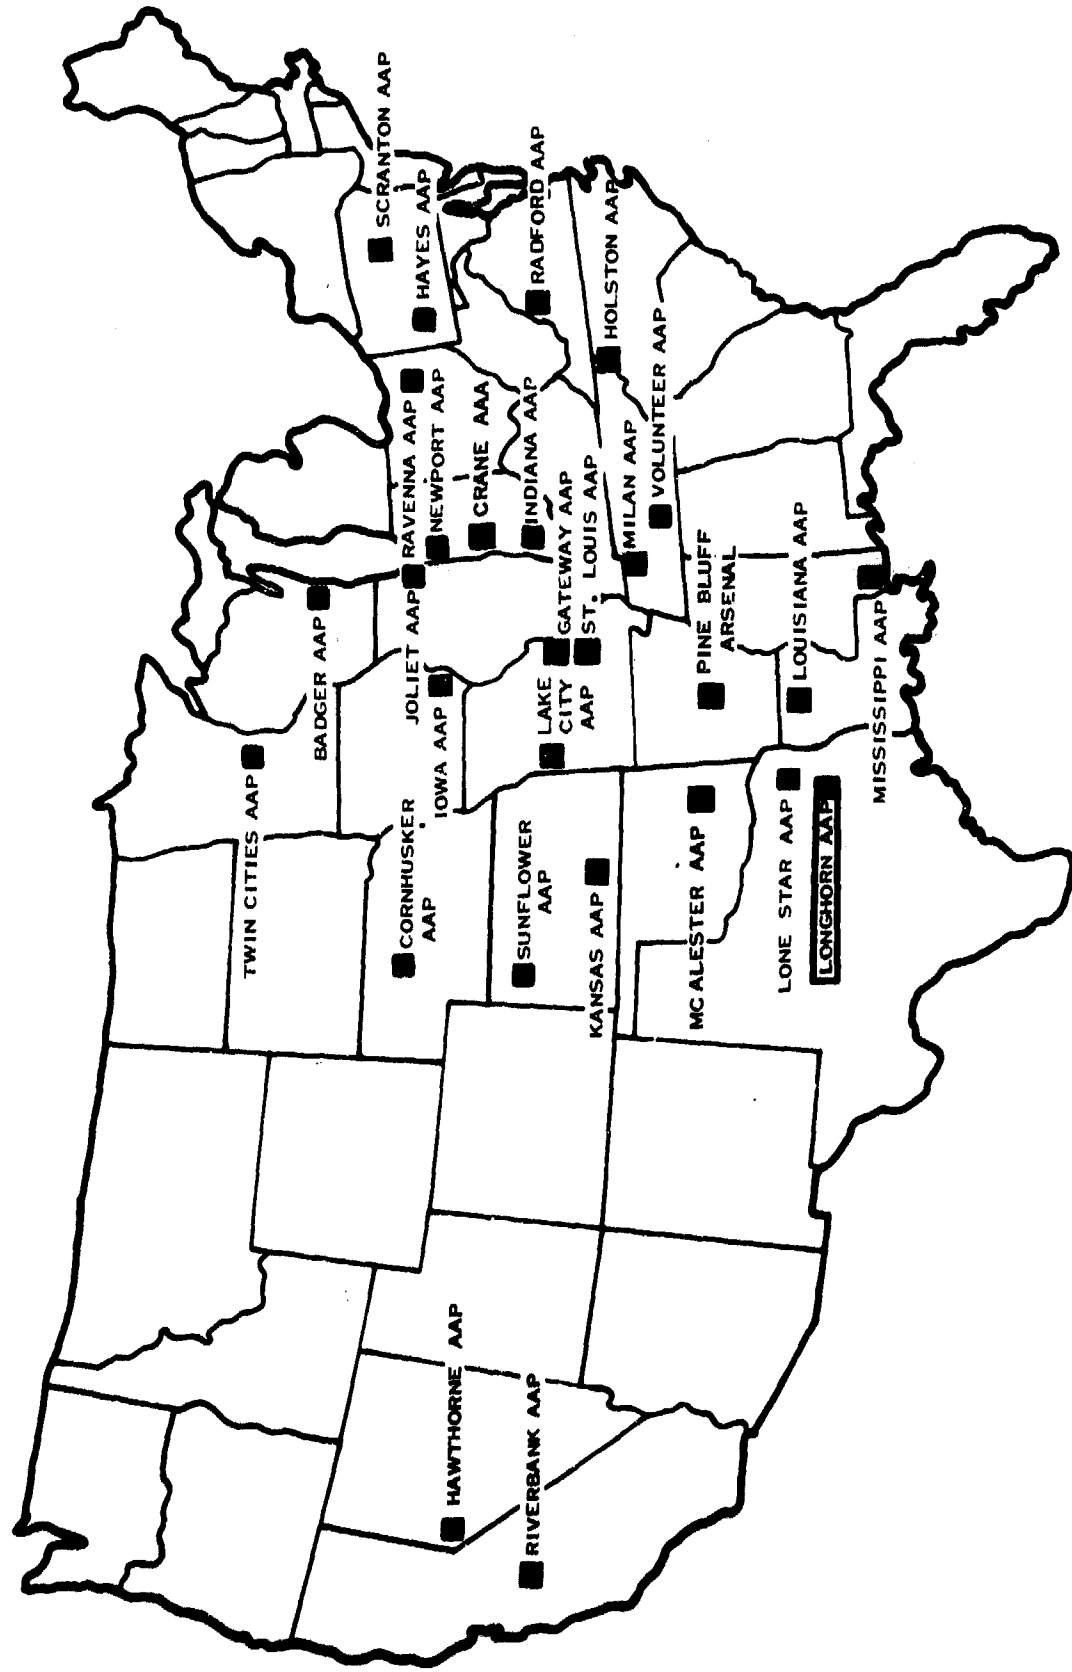 SCRANTON AAP
HAYES AAP
RADFORD AAP
HOLSTON AAP
VOLUNTEER AAP
RAVENNA AAP
NEWPORT AAP
CRANE AAA
INDIANA AAP
GATEWAY AAP
ST. LOUIS AAP
MILAN AAP
PINE BLUFF
ARSENAL
LOUISIANA AAP
MISSISSIPPI AAP
BADGER AAP
JOLIET AAP
IOWA AAP
LAKE
CITY
AAP
TWIN CITIES AAP
CORNHUSKER
AAP
SUNFLOWER
AAP
KANSAS AAP
MC ALESTER AAP
LONE STAR AAP
LONGHORN AAP
HAWTHORNE AAP
RIVERBANK AAP